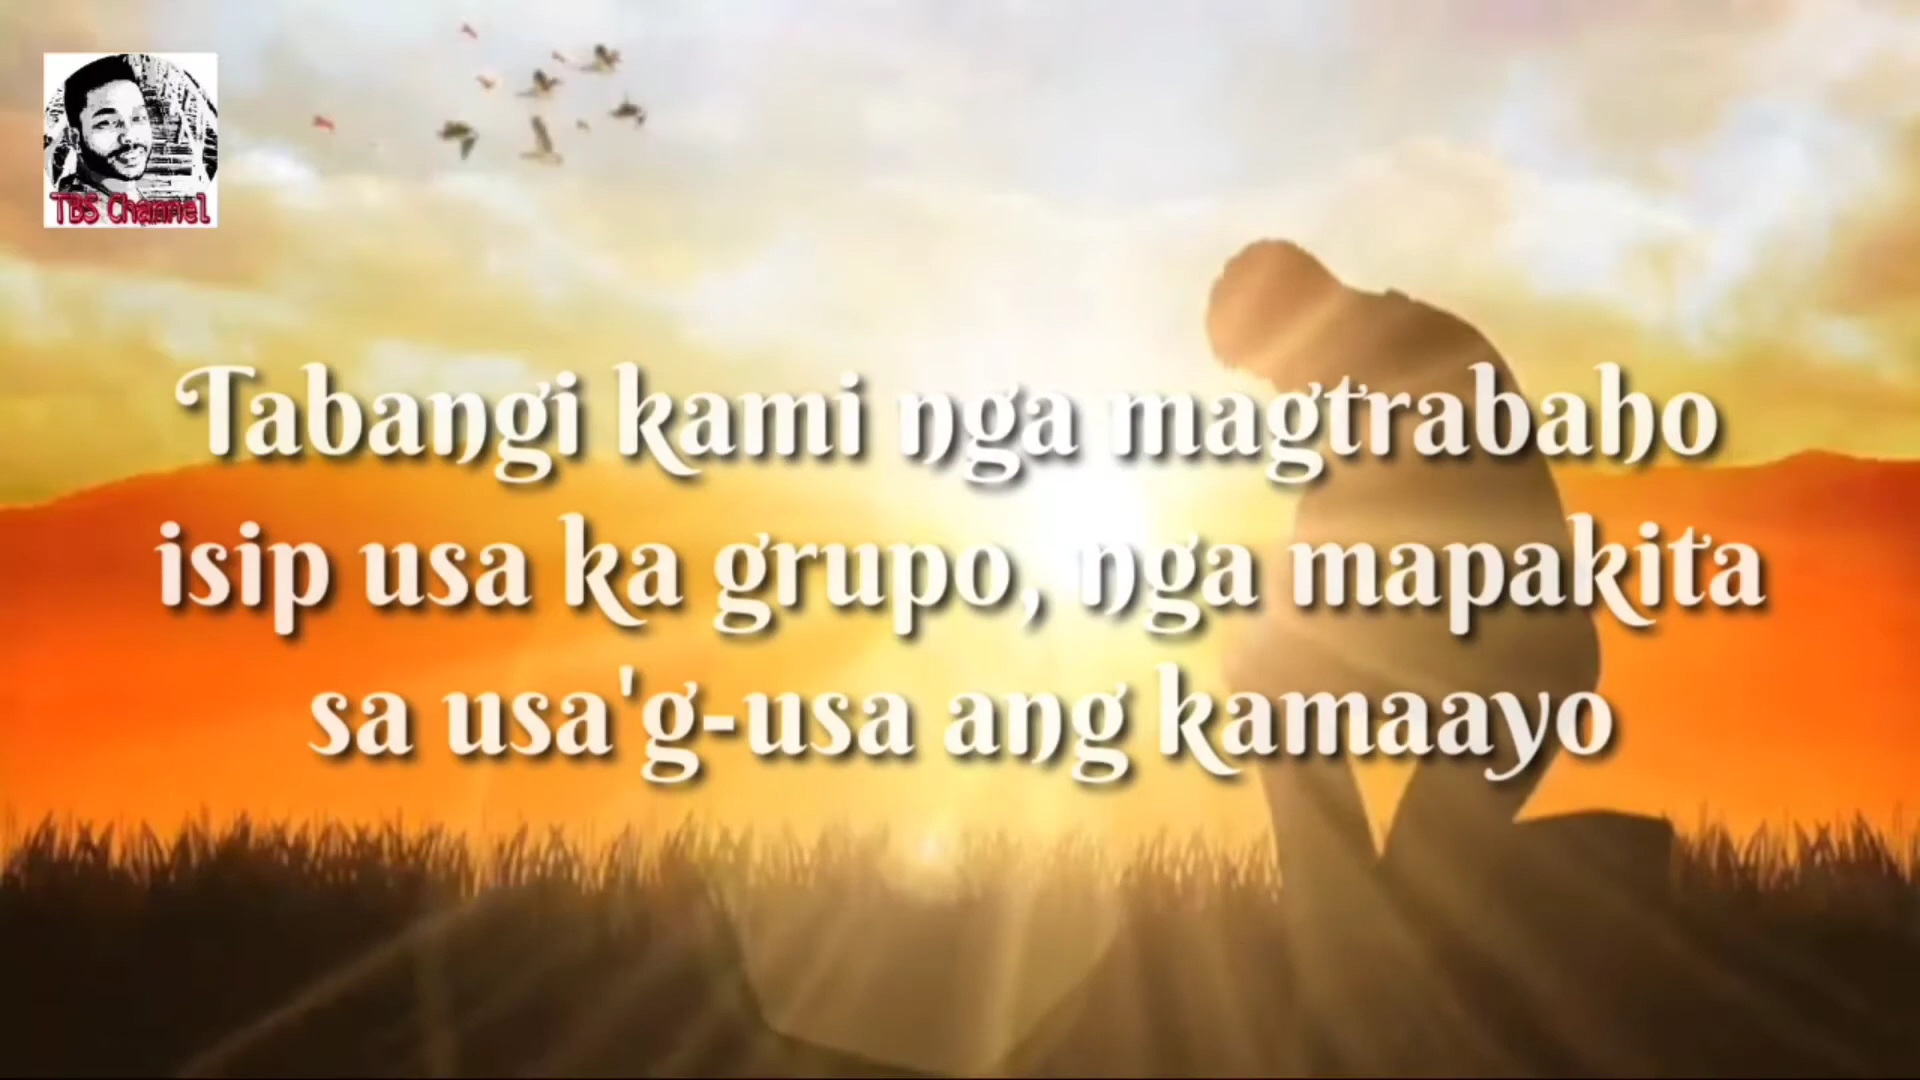 TBS Channel
Tabangi kami nga magtrabaho
isip usa ka grupo, nga mapakita
sa usa'g-usa ang kamaayo